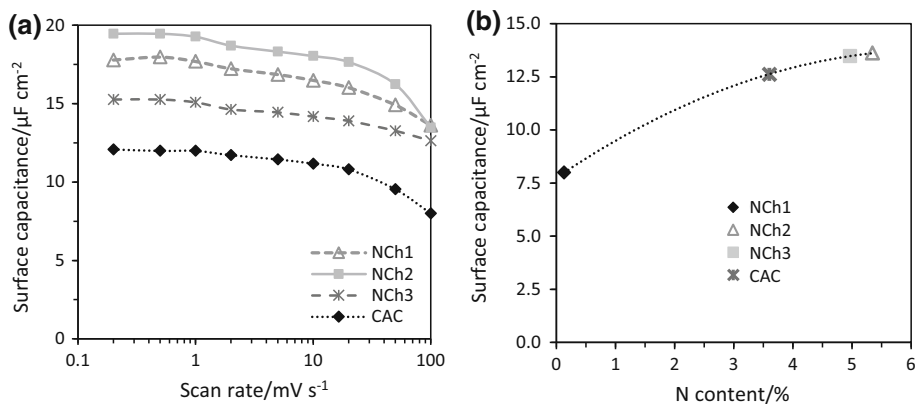 (a)
Surface capacitance/µF cm⁻²
20
15
10
5
0
0.1
1
10
100
Scan rate/mV s⁻¹
NCh1
NCh2
NCh3
CAC
(b)
Surface capacitance/µF cm⁻²
15.0
12.5
10.0
7.5
5.0
2.5
0.0
0
1
2
3
4
5
6
N content/%
NCh1
NCh2
NCh3
CAC